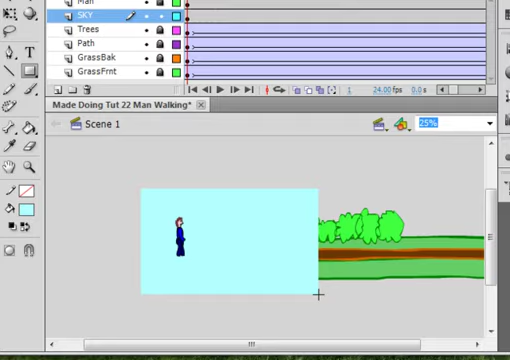 Man
SKY
Trees
Path
GrassBak
GrassFrnt
1 24.00 fps 0.0 s
Made Doing Tut 22 Man Walking* x
Scene 1
25%